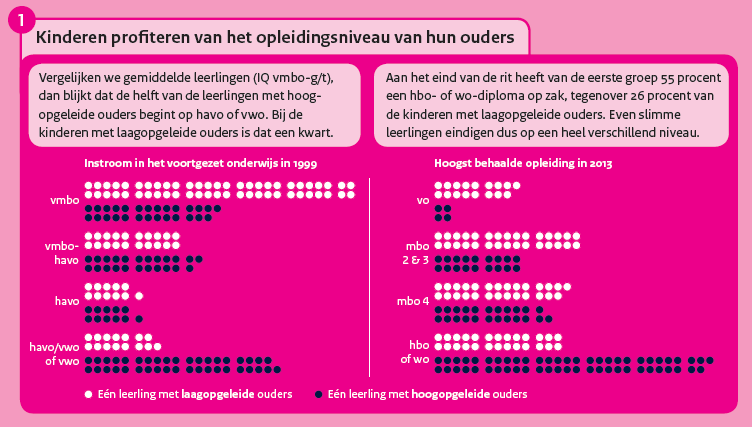 1
Kinderen profiteren van het opleidingsniveau van hun ouders
Vergelijken we gemiddelde leerlingen (IQ vmbo-g/t),
dan blijkt dat de helft van de leerlingen met hoog-
opgeleide ouders begint op havo of vwo. Bij de
kinderen met laagopgeleide ouders is dat een kwart.
Aan het eind van de rit heeft van de eerste groep 55 procent
een hbo- of wo-diploma op zak, tegenover 26 procent van
de kinderen met laagopgeleide ouders. Even slimme
leerlingen eindigen dus op een heel verschillend niveau.
Instroom in het voortgezet onderwijs in 1999
vmbo
vmbo-
havo
havo
havo/vwo
of vwo
Hoogst behaalde opleiding in 2013
vo
mbo
2 & 3
mbo 4
hbo
of wo
Eén leerling met laagopgeleide ouders
Eén leerling met hoogopgeleide ouders